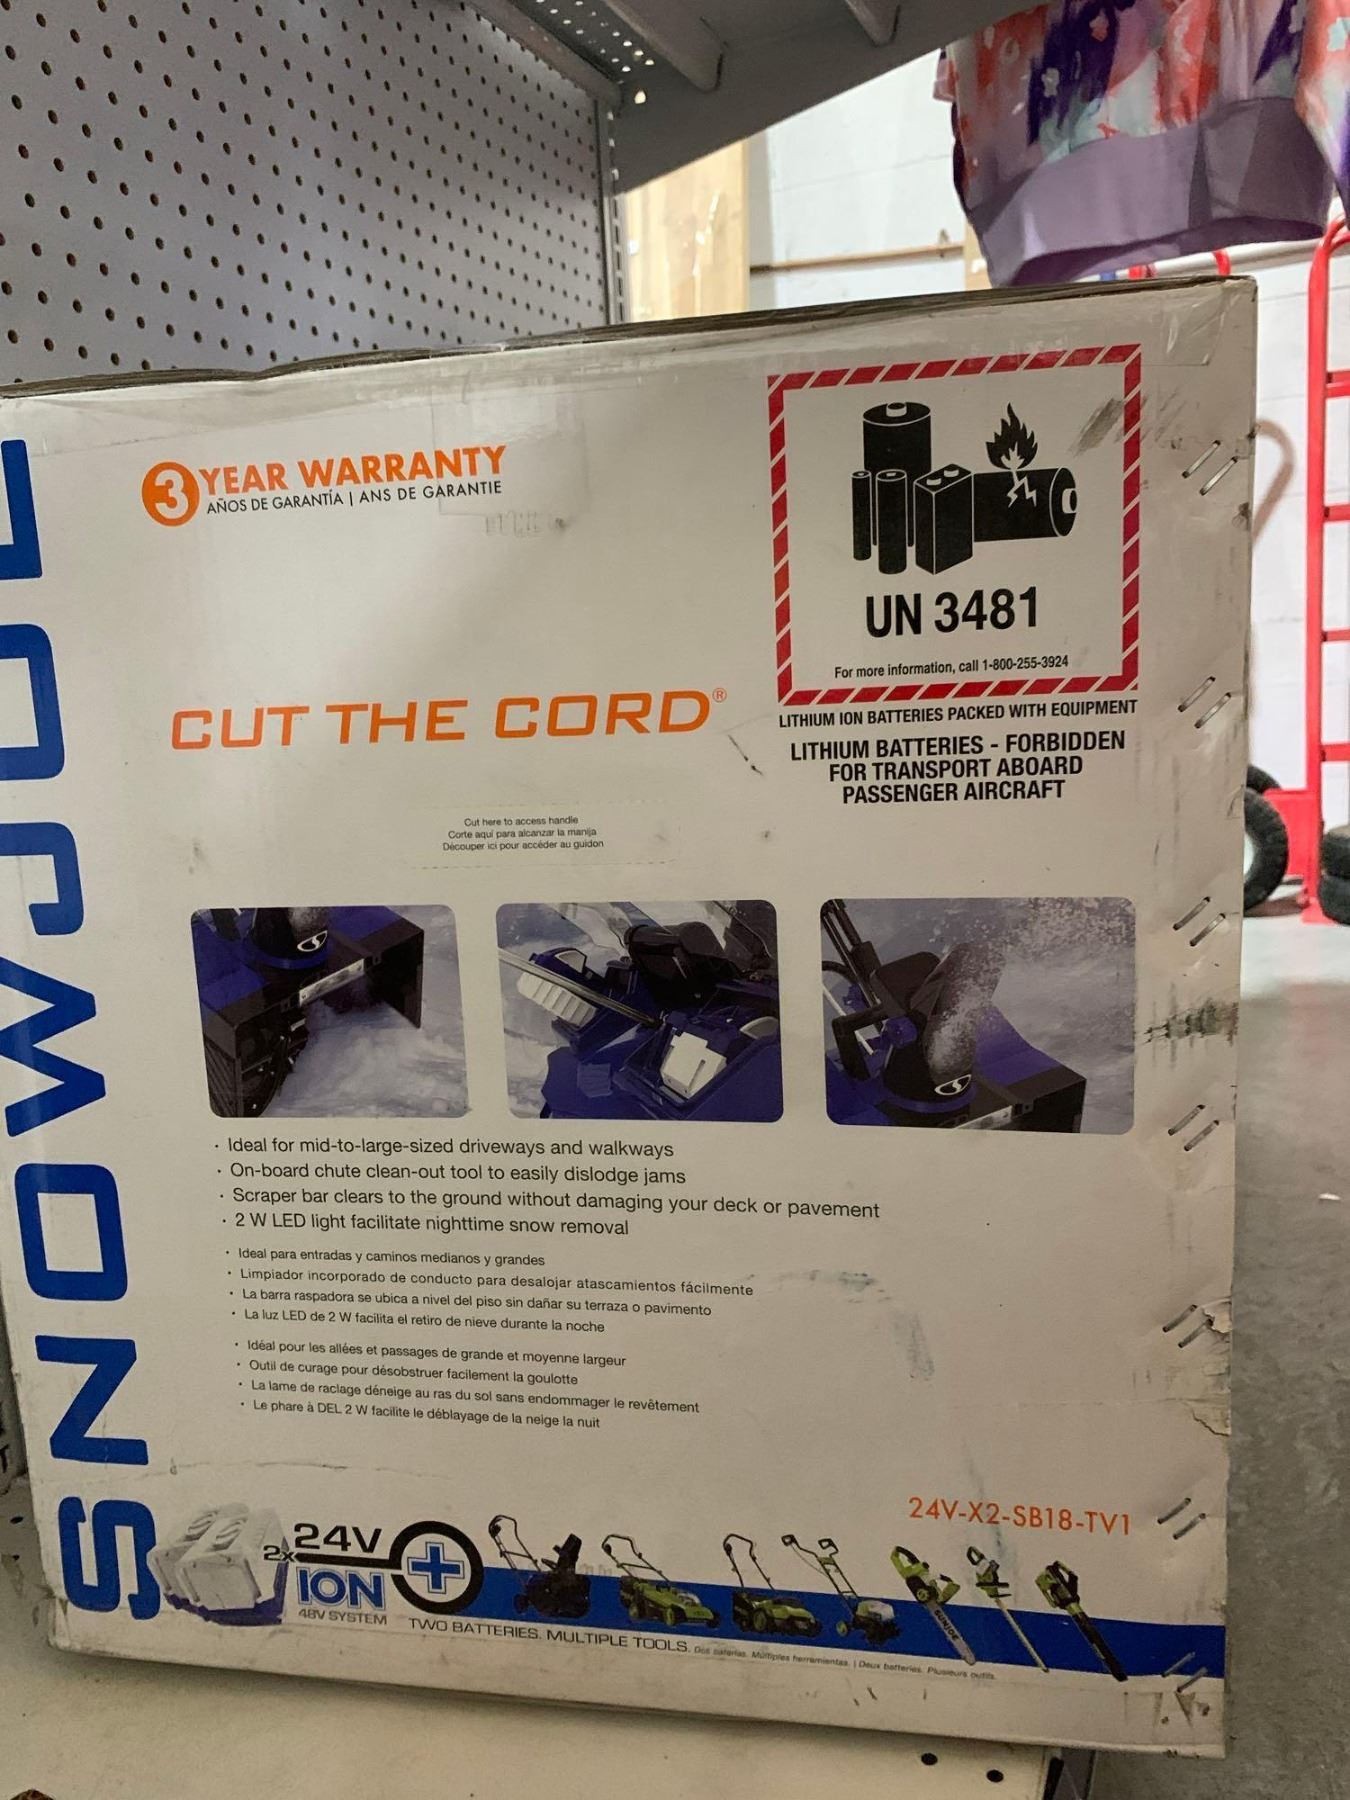 SNOWJOE
3 YEAR WARRANTY
AÑOS DE GARANTÍA | ANS DE GARANTIE
UN 3481
For more information, call 1-800-255-3924
LITHIUM ION BATTERIES PACKED WITH EQUIPMENT
LITHIUM BATTERIES - FORBIDDEN
FOR TRANSPORT ABOARD
PASSENGER AIRCRAFT
CUT THE CORD®
Cut here to access handle
Corte aquí para alcanzar la manija
Découper ici pour accéder au guidon
· Ideal for mid-to-large-sized driveways and walkways
· On-board chute clean-out tool to easily dislodge jams
· Scraper bar clears to the ground without damaging your deck or pavement
· 2 W LED light facilitate nighttime snow removal
· Ideal para entradas y caminos medianos y grandes
· Limpiador incorporado de conducto para desalojar atascamientos fácilmente
· La barra raspadora se ubica a nivel del piso sin dañar su terraza o pavimento
· La luz LED de 2 W facilita el retiro de nieve durante la noche
· Idéal pour les allées et passages de grande et moyenne largeur
· Outil de curage pour désobstruer facilement la goulotte
· La lame de raclage déneige au ras du sol sans endommager le revêtement
· Le phare à DEL 2 W facilite le déblayage de la neige la nuit
24V-X2-SB18-TV1
2x 24V
ION+
48V SYSTEM
TWO BATTERIES. MULTIPLE TOOLS. Dos baterías. Múltiples herramientas. | Deux batteries. Plusieurs outils.
SUNJOE